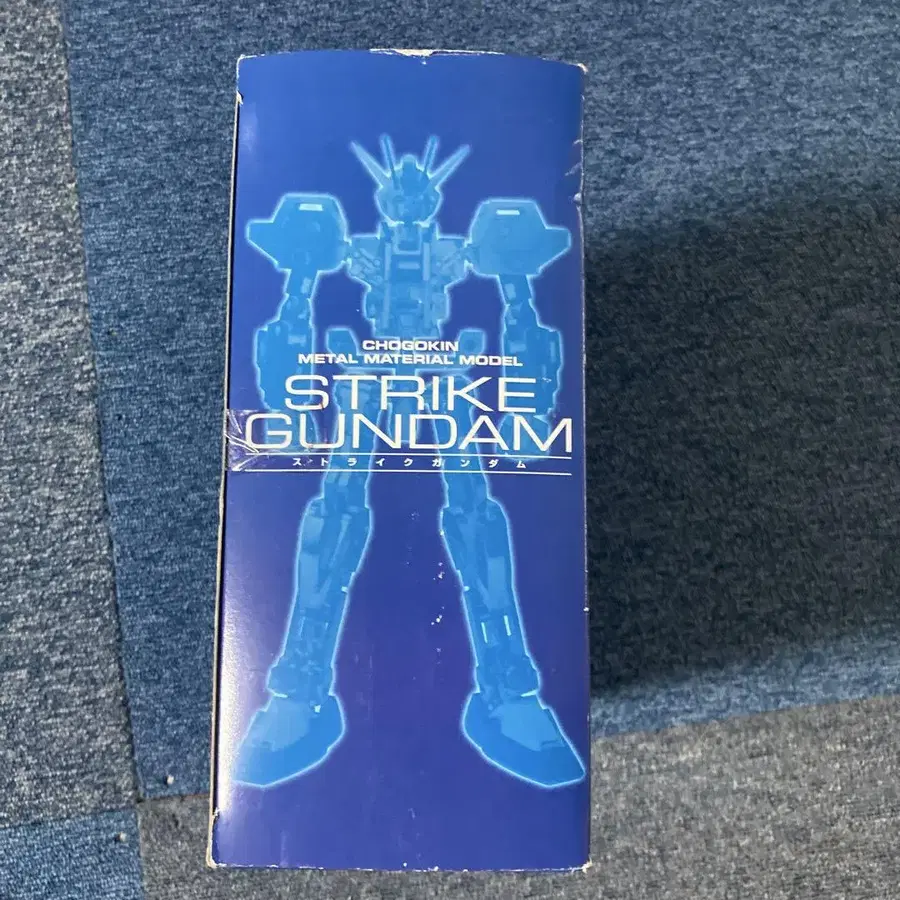 CHOGOKIN
METAL MATERIAL MODEL
STRIKE
GUNDAM
ストライクガンダム